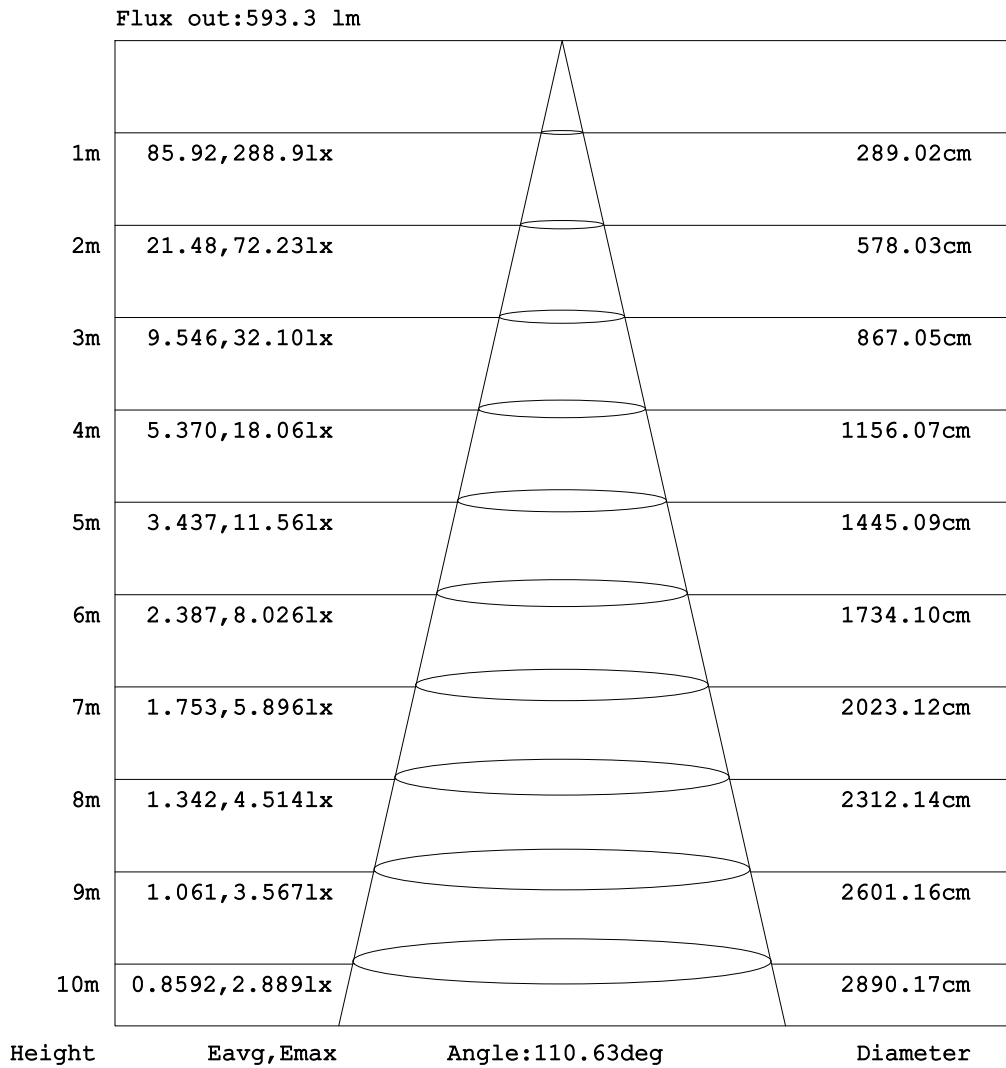 Flux out:593.3 lm
1m 85.92,288.9lx 289.02cm
2m 21.48,72.23lx 578.03cm
3m 9.546,32.10lx 867.05cm
4m 5.370,18.06lx 1156.07cm
5m 3.437,11.56lx 1445.09cm
6m 2.387,8.026lx 1734.10cm
7m 1.753,5.896lx 2023.12cm
8m 1.342,4.514lx 2312.14cm
9m 1.061,3.567lx 2601.16cm
10m 0.8592,2.889lx 2890.17cm
Height Eavg,Emax Angle:110.63deg Diameter